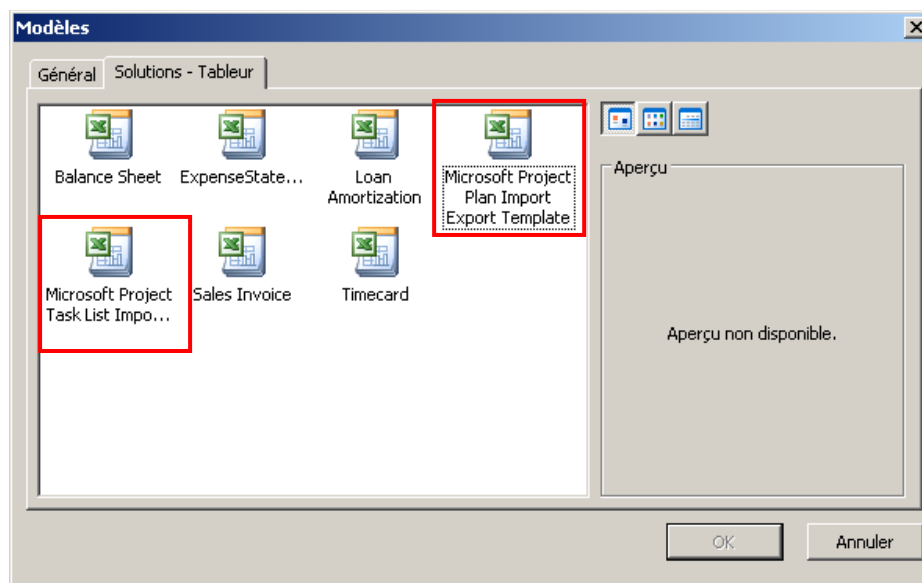 Modèles
Général
Solutions - Tableur
Balance Sheet
ExpenseState...
Loan
Amortization
Microsoft Project
Plan Import
Export Template
Microsoft Project
Task List Impo...
Sales Invoice
Timecard
Aperçu
Aperçu non disponible.
OK
Annuler